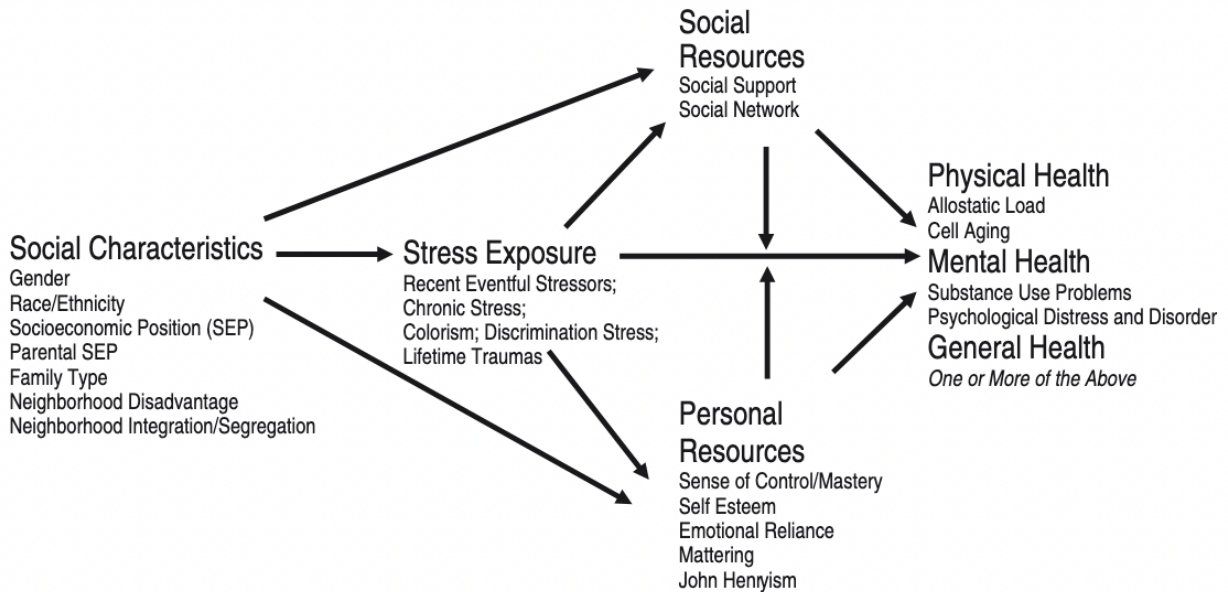 Social
Resources
Social Support
Social Network
Social Characteristics
Gender
Race/Ethnicity
Socioeconomic Position (SEP)
Parental SEP
Family Type
Neighborhood Disadvantage
Neighborhood Integration/Segregation
Stress Exposure
Recent Eventful Stressors;
Chronic Stress;
Colorism; Discrimination Stress;
Lifetime Traumas
Physical Health
Allostatic Load
Cell Aging
Mental Health
Substance Use Problems
Psychological Distress and Disorder
General Health
One or More of the Above
Personal
Resources
Sense of Control/Mastery
Self Esteem
Emotional Reliance
Mattering
John Henryism